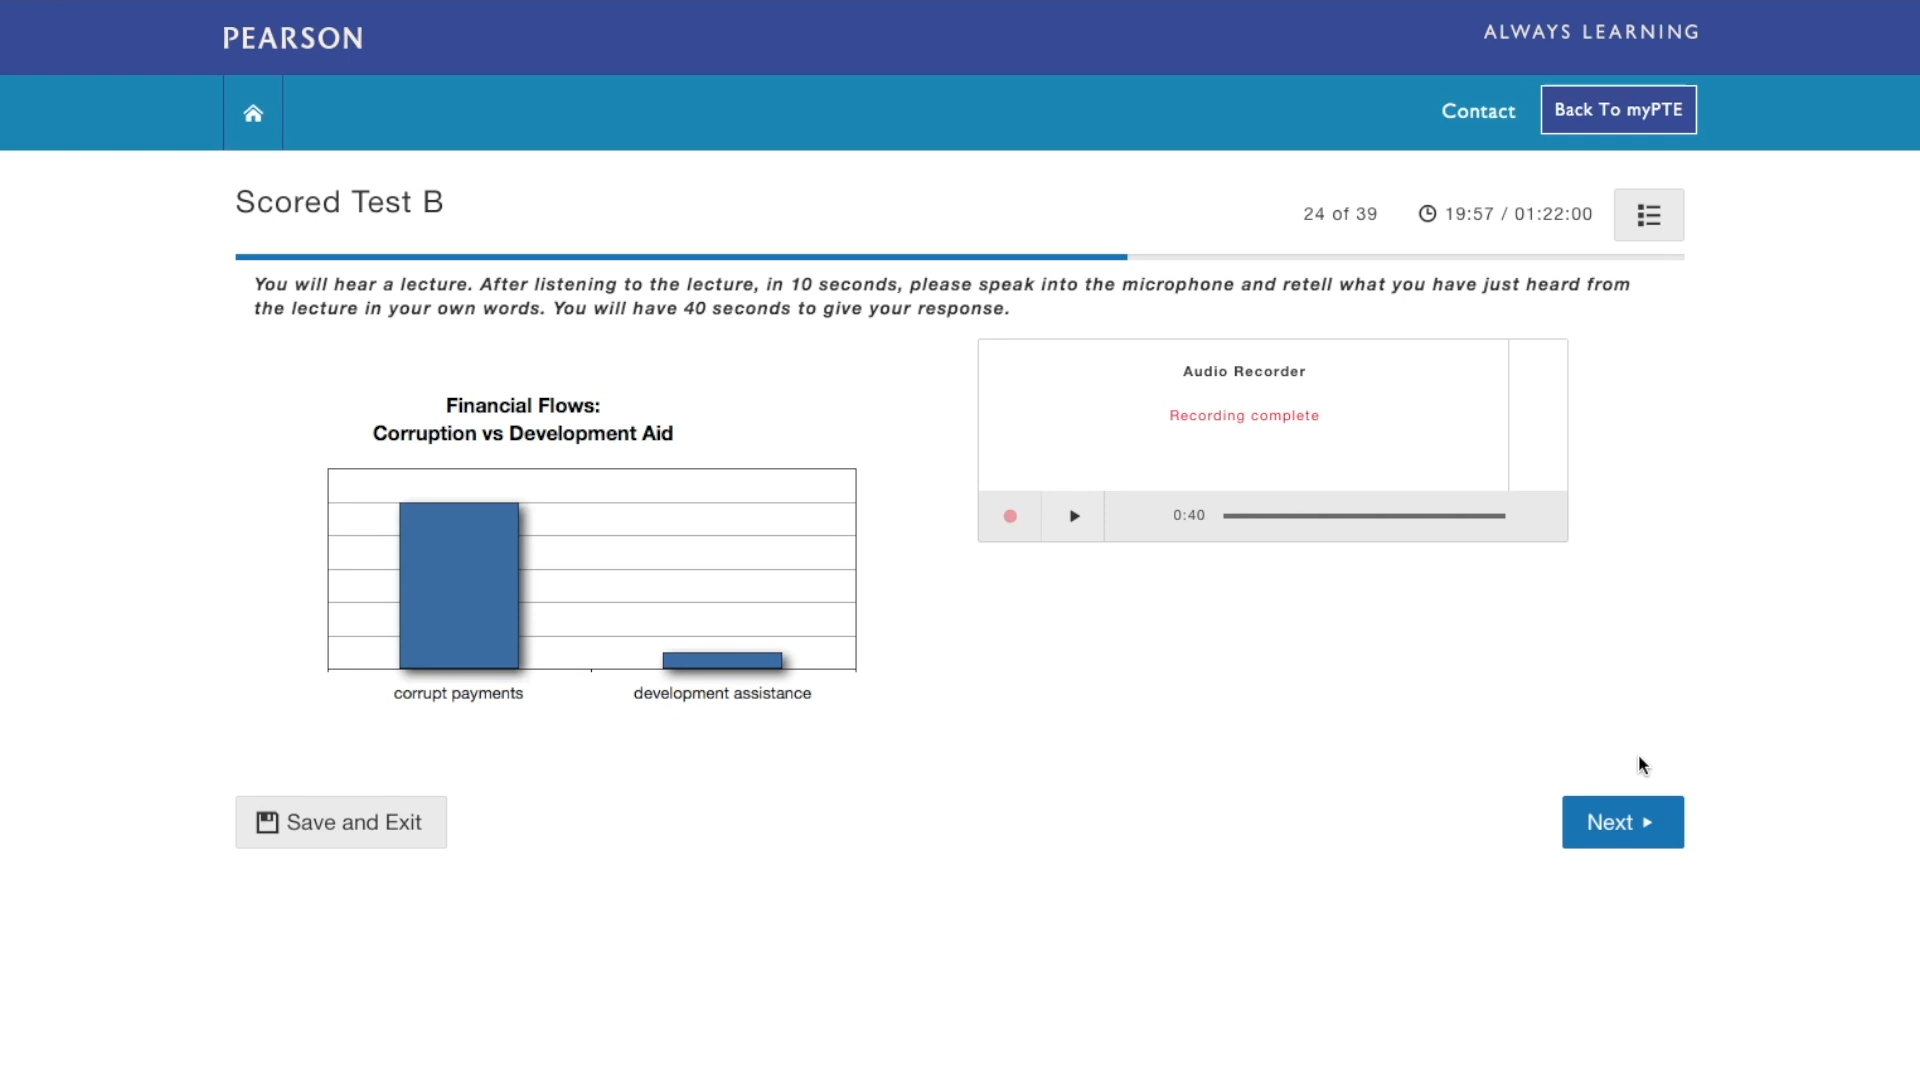 PEARSON
ALWAYS LEARNING
Contact
Back To myPTE
Scored Test B
24 of 39
19:57 / 01:22:00
You will hear a lecture. After listening to the lecture, in 10 seconds, please speak into the microphone and retell what you have just heard from
the lecture in your own words. You will have 40 seconds to give your response.
Financial Flows:
Corruption vs Development Aid
corrupt payments
development assistance
Audio Recorder
Recording complete
0:40
Save and Exit
Next